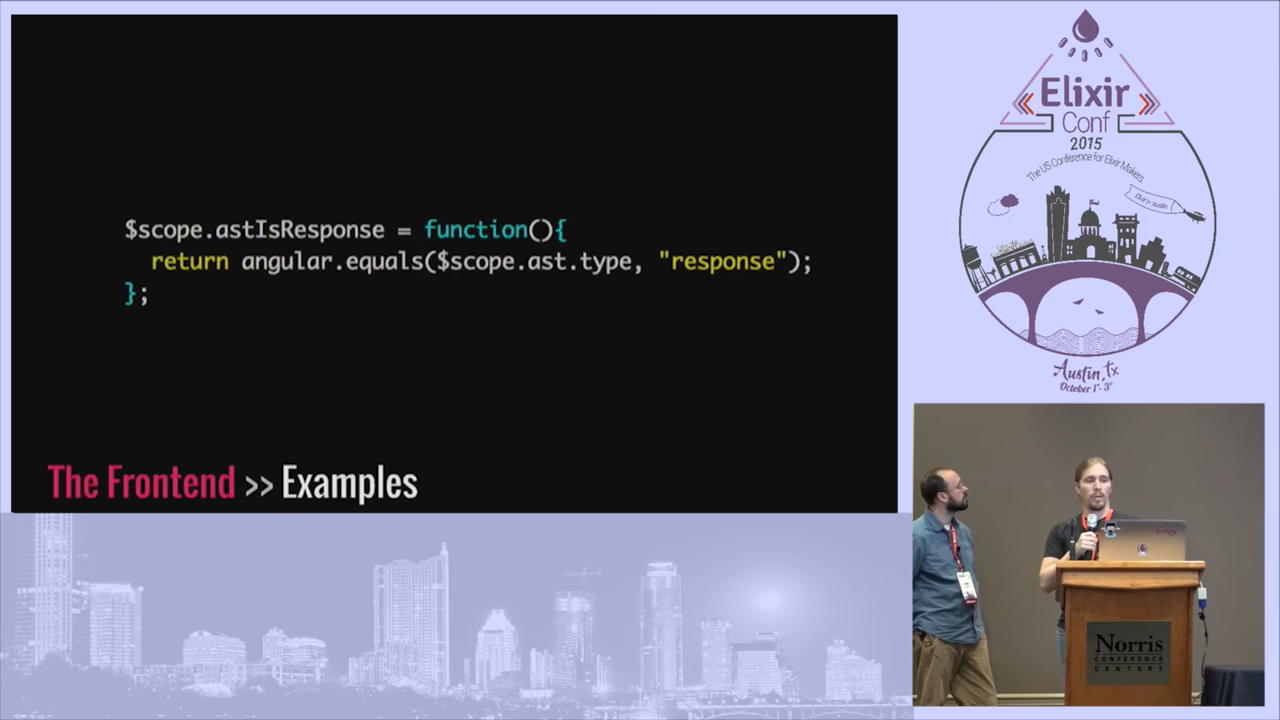 $scope.astIsResponse = function(){
return angular.equals($scope.ast.type, "response");
};
The Frontend >> Examples
Elixir
Conf
2015
The US Conference for Elixir Makers
Austin, Tx
October 1st - 3rd
Norris
CONFERENCE
CENTERS